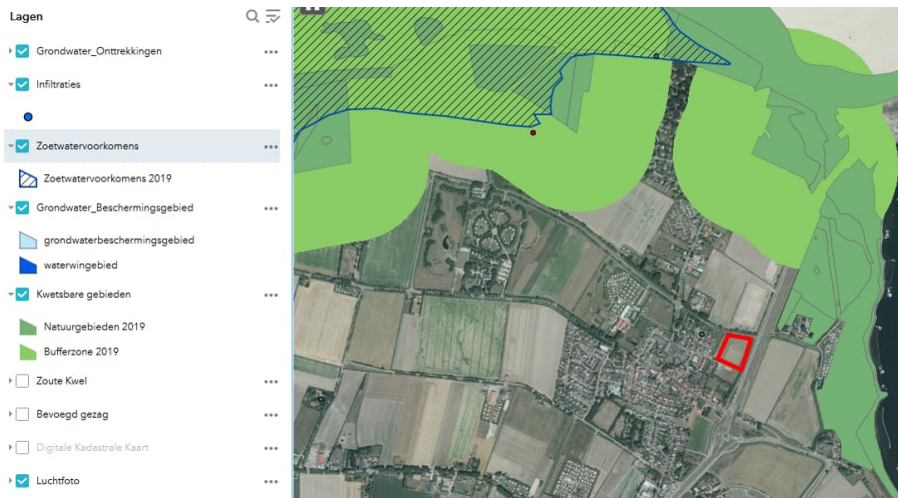 Lagen
Grondwater_Onttrekkingen
Infiltraties
Zoetwatervoorkomens
Zoetwatervoorkomens 2019
Grondwater_Beschermingsgebied
grondwaterbeschermingsgebied
waterwingebied
Kwetsbare gebieden
Natuurgebieden 2019
Bufferzone 2019
Zoute Kwel
Bevoegd gezag
Digitale Kadastrale Kaart
Luchtfoto